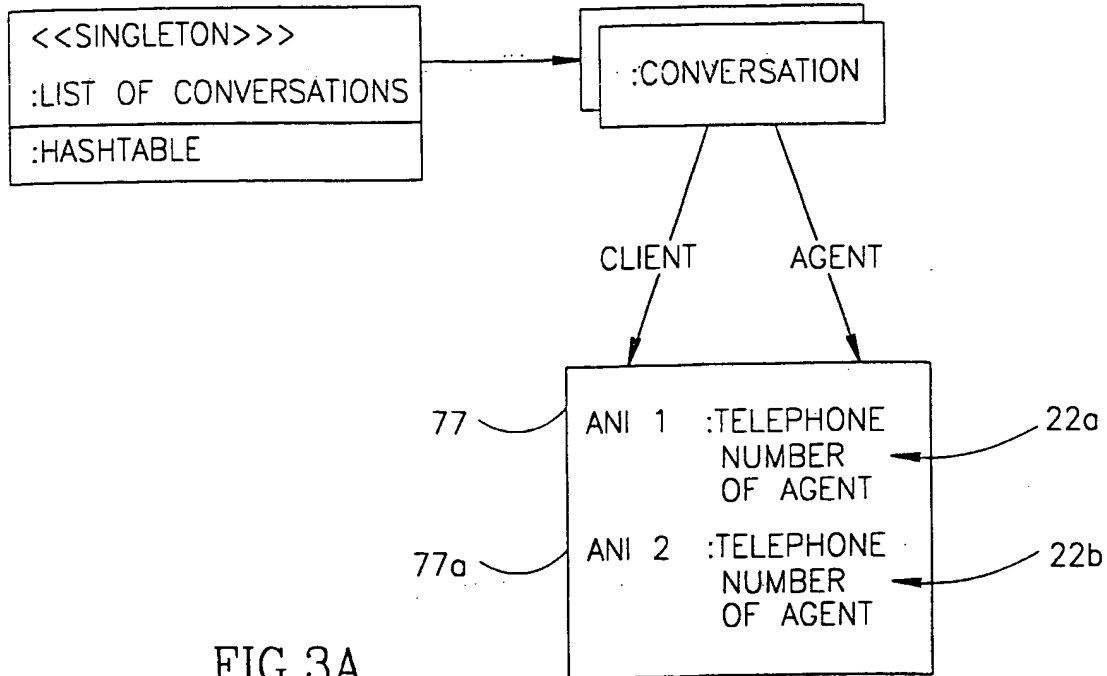 <<SINGLETON>>>
:LIST OF CONVERSATIONS
:HASHTABLE
:CONVERSATION
CLIENT
AGENT
77
ANI 1 :TELEPHONE
NUMBER
OF AGENT
22a
77a
ANI 2 :TELEPHONE
NUMBER
OF AGENT
22b
FIG.3A